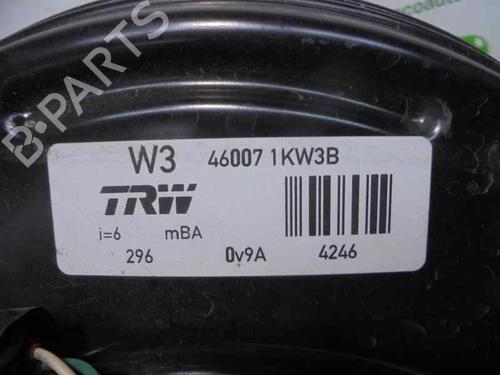 W3 46007 1KW3B
TRW
i=6 mBA
296 0v9A 4246
B-PARTS